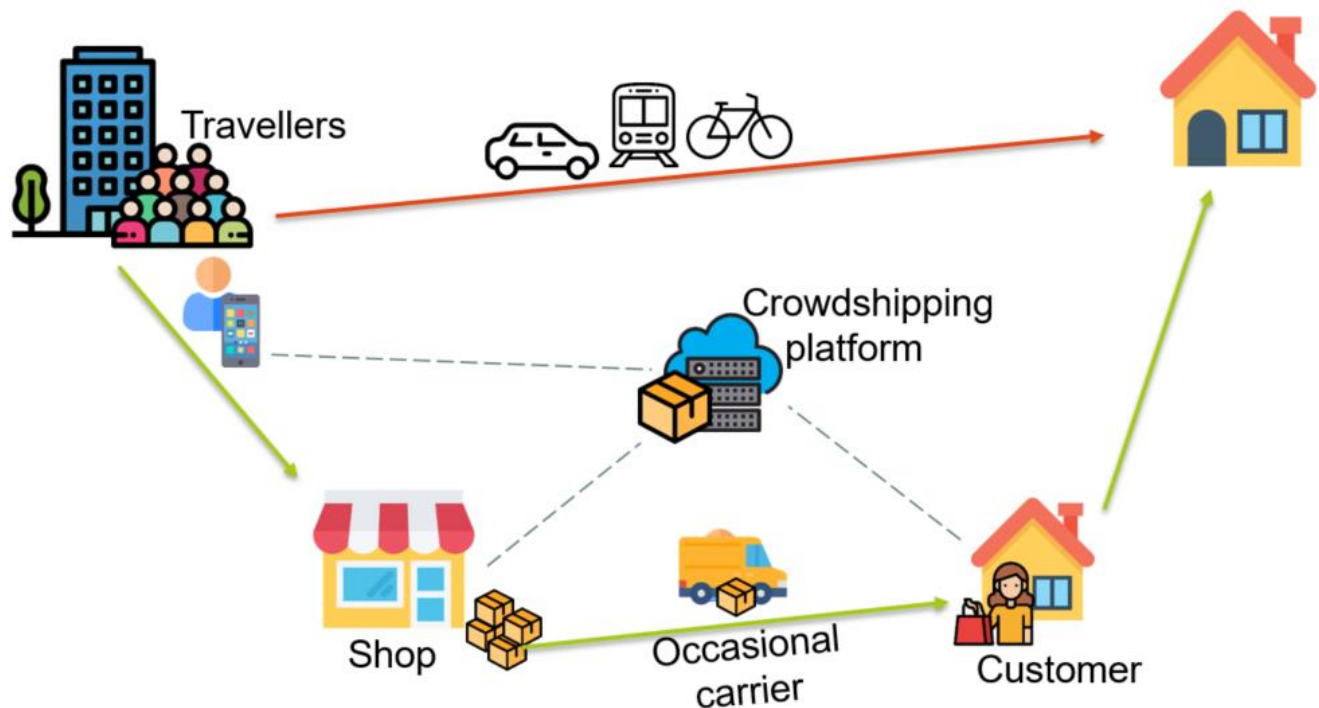 Travellers
Crowdshipping
platform
Shop
Occasional
carrier
Customer